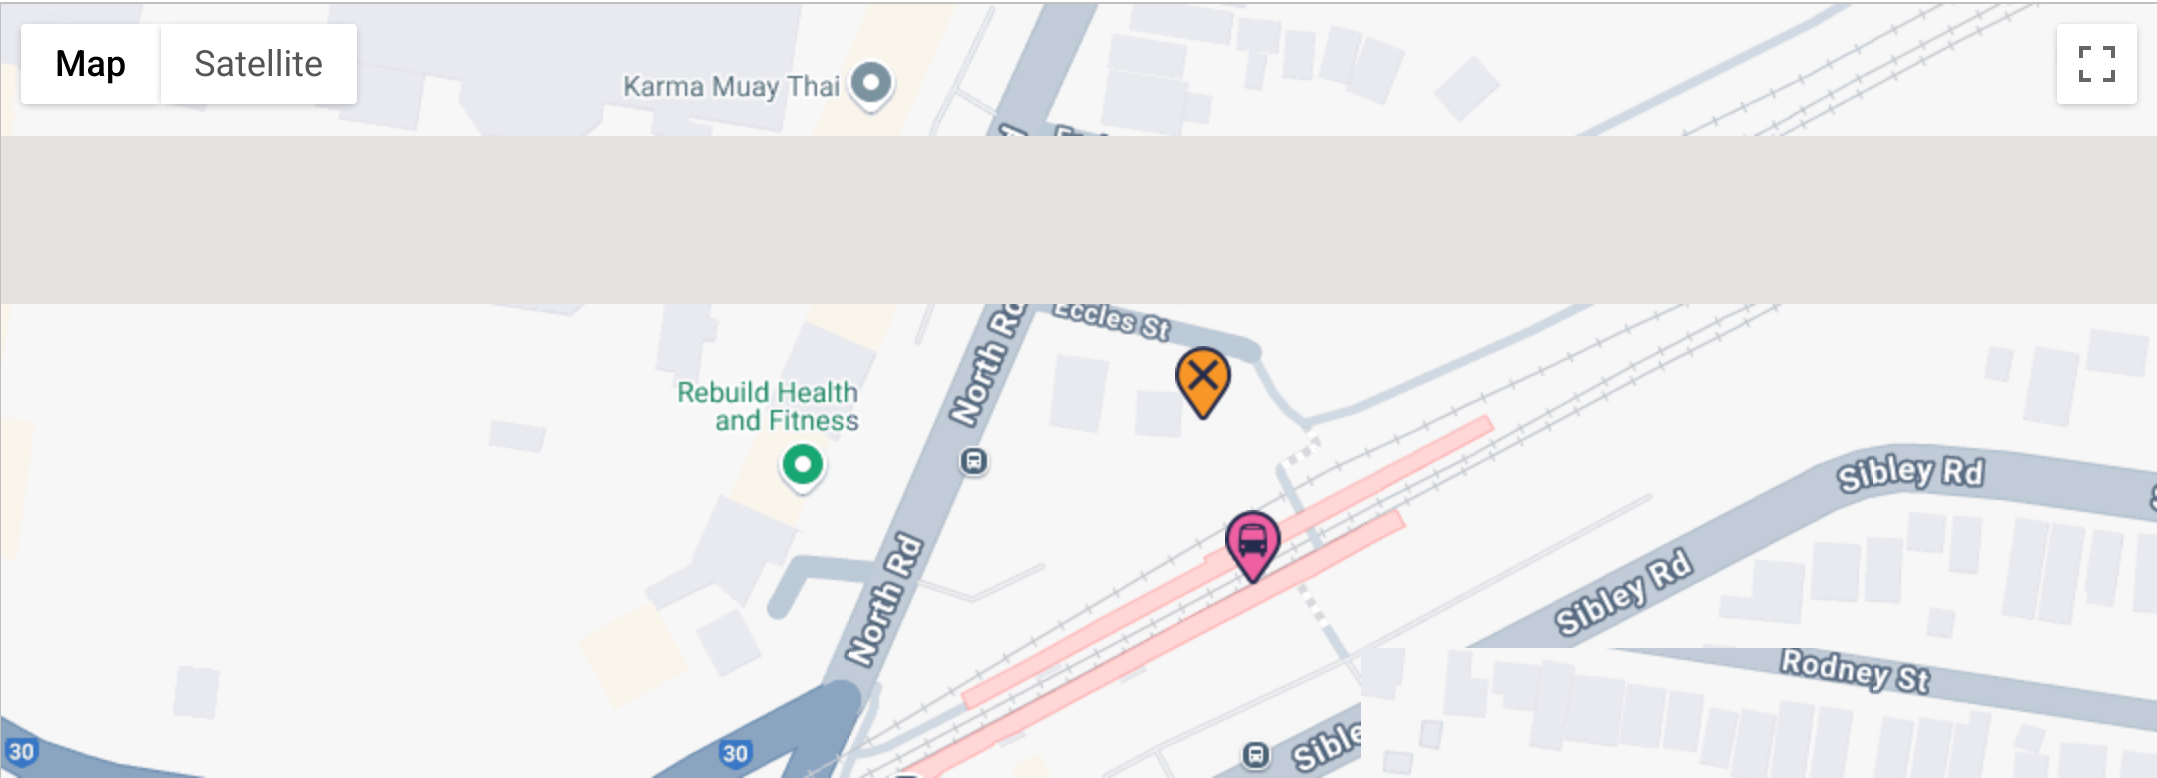 Map
Satellite
Karma Muay Thai
North Rd
Eccles St
Rebuild Health
and Fitness
Sibley Rd
North Rd
Sibley Rd
Rodney St
30
30